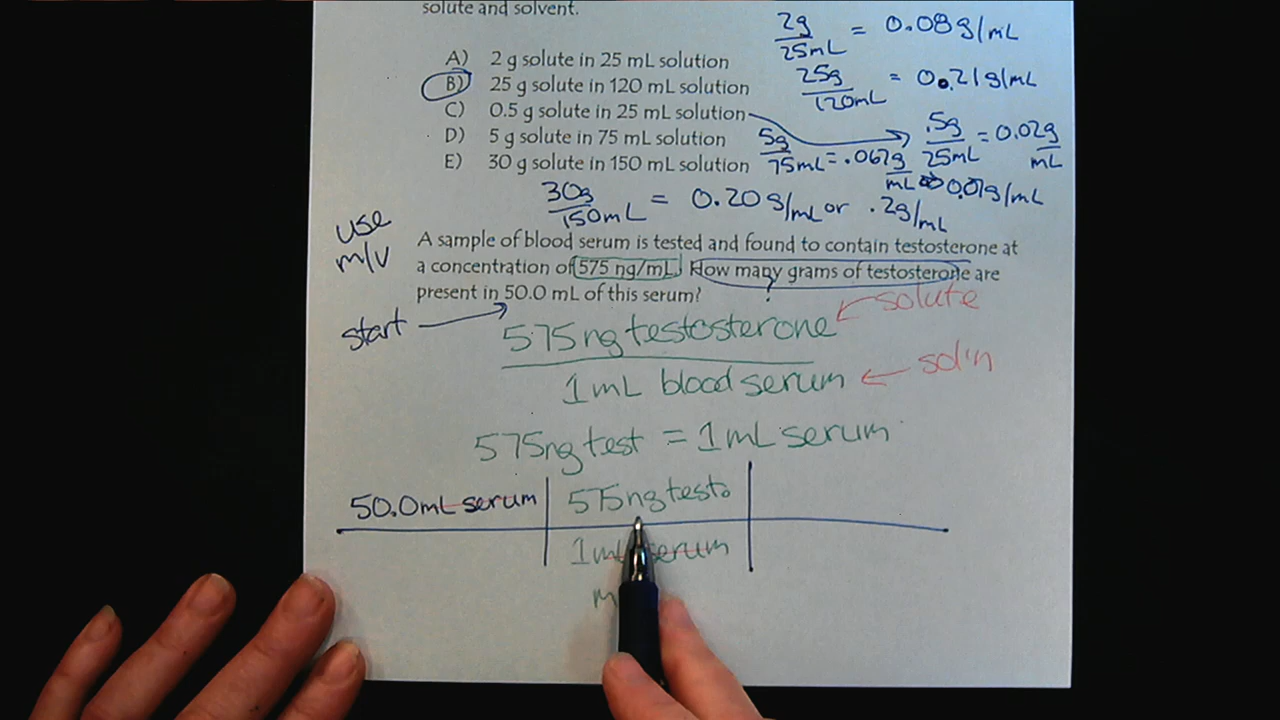 solute and solvent.
A) 2 g solute in 25 mL solution
B) 25 g solute in 120 mL solution
C) 0.5 g solute in 25 mL solution
D) 5 g solute in 75 mL solution
E) 30 g solute in 150 mL solution
2g
25mL
= 0.08g/mL
25g
120mL
= 0.21g/mL
.5g
25mL
= 0.02g
mL
5g
75mL
= .067g
mL
0.07g/mL
30g
150mL
= 0.20g/mL or .2g/mL
use
m/v
A sample of blood serum is tested and found to contain testosterone at
a concentration of 575 ng/mL. How many grams of testosterone are
present in 50.0 mL of this serum?
?
start
575ng testosterone
solute
1mL blood serum
sol'n
575ng test = 1mL serum
50.0mL serum
575ng testo
1mL serum
m